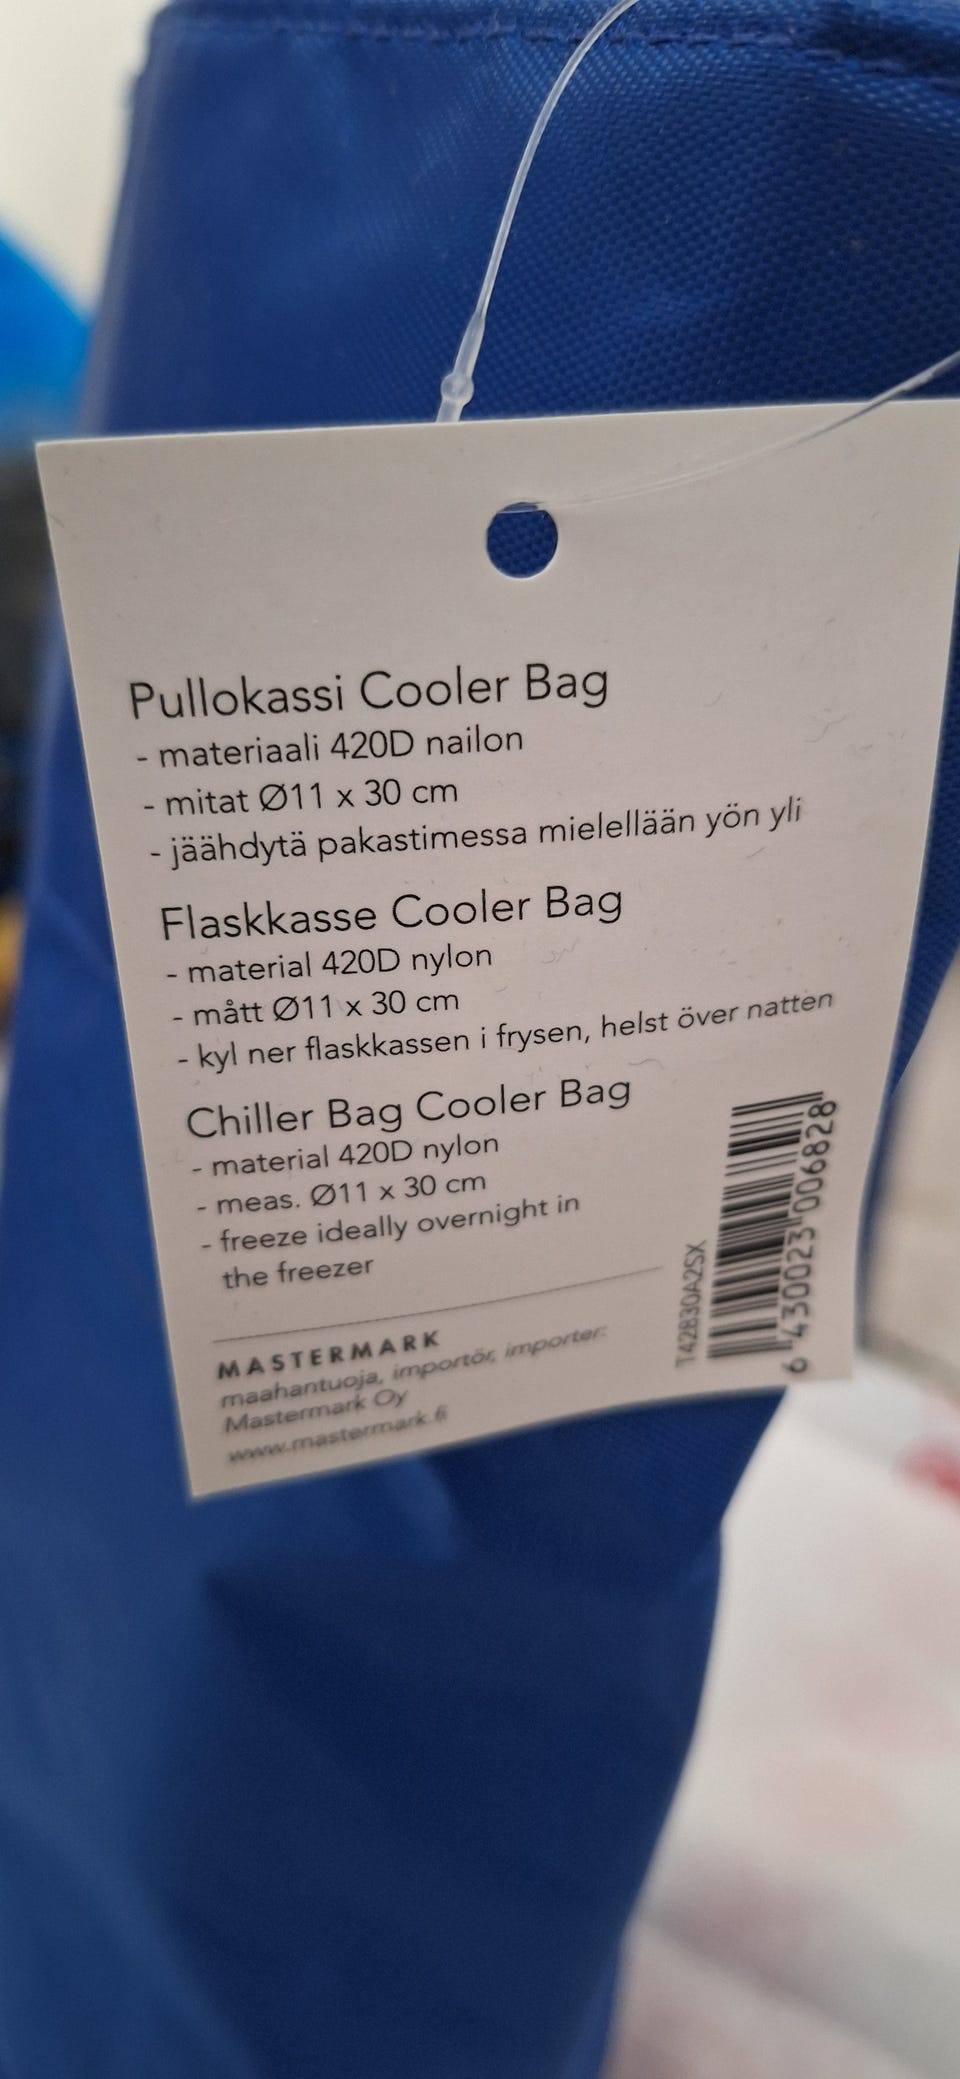 Pullokassi Cooler Bag
- materiaali 420D nailon
- mitat Ø11 x 30 cm
- jäähdytä pakastimessa mielellään yön yli
Flaskkasse Cooler Bag
- material 420D nylon
- mått Ø11 x 30 cm
- kyl ner flaskkassen i frysen, helst över natten
Chiller Bag Cooler Bag
- material 420D nylon
- meas. Ø11 x 30 cm
- freeze ideally overnight in
the freezer
MASTERMARK
maahantuoja, importör, importer:
Mastermark Oy
www.mastermark.fi
T42830A2SX
6 430023 006828